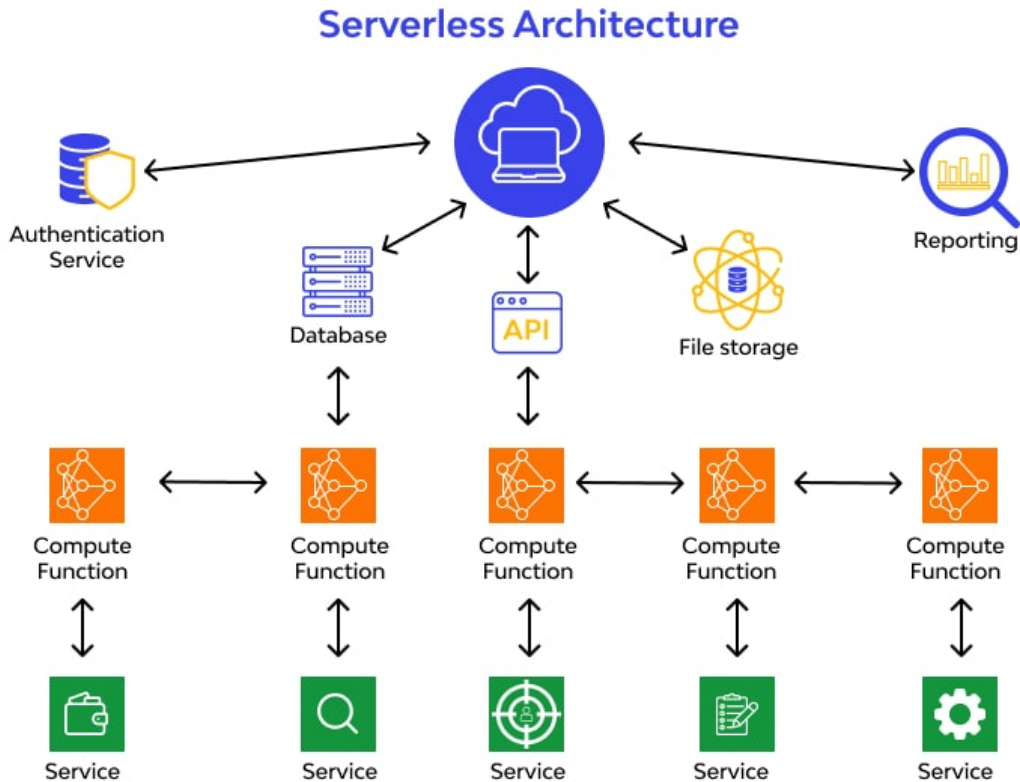 Serverless Architecture
Authentication
Service
Reporting
Database
API
File storage
Compute
Function
Compute
Function
Compute
Function
Compute
Function
Compute
Function
Service
Service
Service
Service
Service